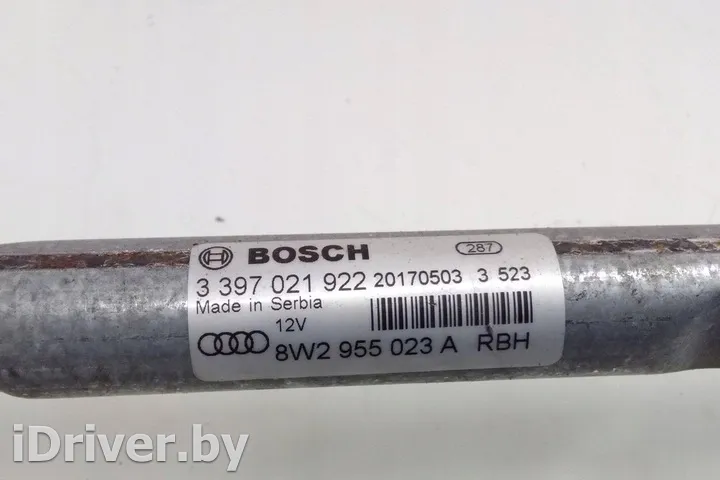 BOSCH 287
3 397 021 922 20170503 3 523
Made in Serbia
12V
8W2 955 023 A RBH
iDriver.by